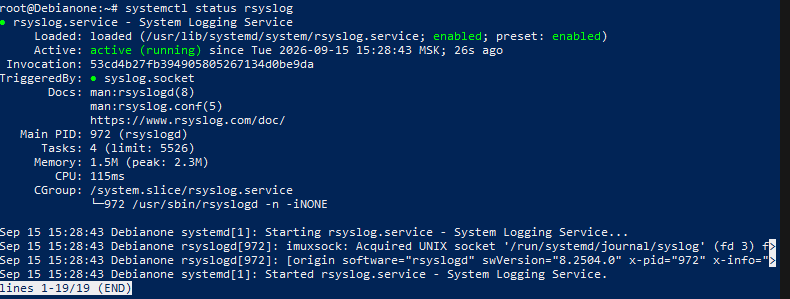 root@Debianone:~# systemctl status rsyslog
● rsyslog.service - System Logging Service
     Loaded: loaded (/usr/lib/systemd/system/rsyslog.service; enabled; preset: enabled)
     Active: active (running) since Tue 2026-09-15 15:28:43 MSK; 26s ago
 Invocation: 53cd4b27fb394905805267134d0be9da
TriggeredBy: ● syslog.socket
       Docs: man:rsyslogd(8)
             man:rsyslog.conf(5)
             https://www.rsyslog.com/doc/
   Main PID: 972 (rsyslogd)
      Tasks: 4 (limit: 5526)
     Memory: 1.5M (peak: 2.3M)
        CPU: 115ms
     CGroup: /system.slice/rsyslog.service
             └─972 /usr/sbin/rsyslogd -n -iNONE

Sep 15 15:28:43 Debianone systemd[1]: Starting rsyslog.service - System Logging Service...
Sep 15 15:28:43 Debianone rsyslogd[972]: imuxsock: Acquired UNIX socket '/run/systemd/journal/syslog' (fd 3) f>
Sep 15 15:28:43 Debianone rsyslogd[972]: [origin software="rsyslogd" swVersion="8.2504.0" x-pid="972" x-info=">
Sep 15 15:28:43 Debianone systemd[1]: Started rsyslog.service - System Logging Service.
lines 1-19/19 (END)